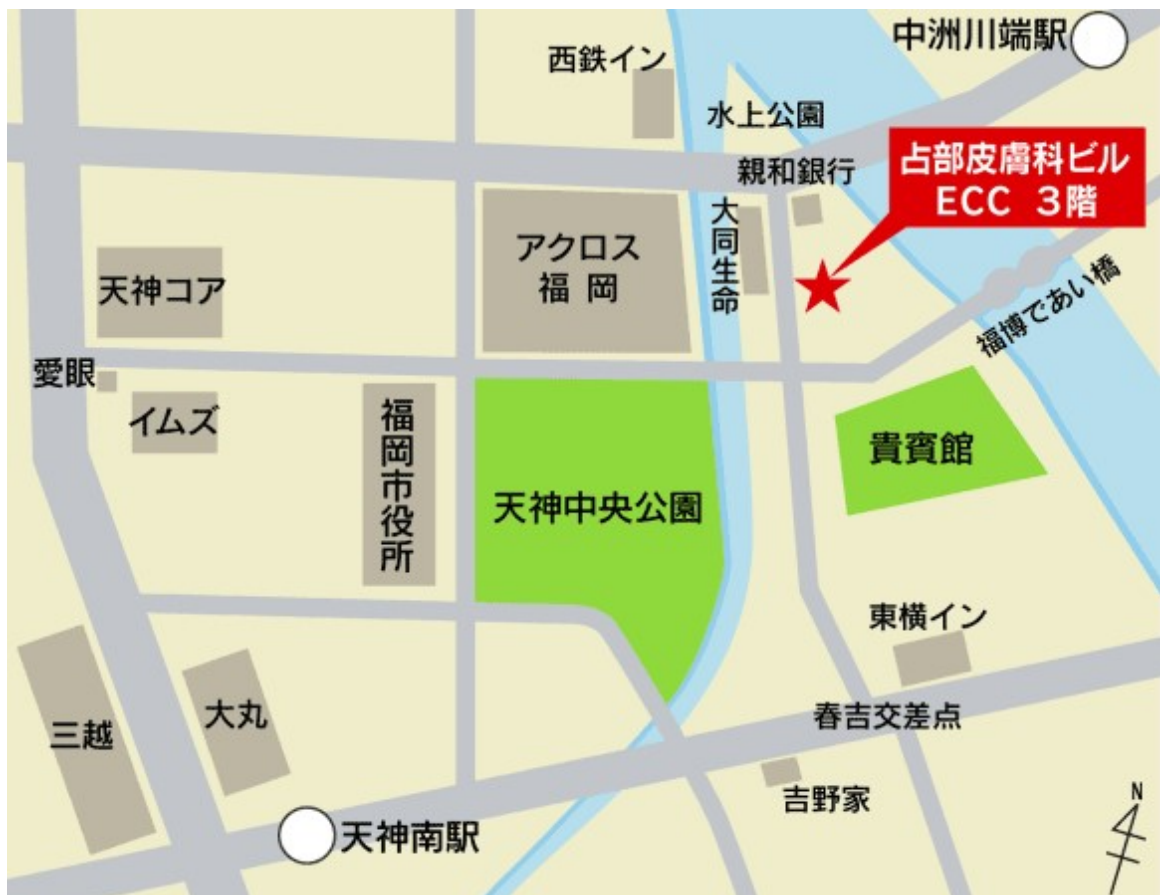 中洲川端駅
西鉄イン
水上公園
親和銀行
占部皮膚科ビル
ECC 3階
アクロス
福岡
大同生命
天神コア
福博であい橋
愛眼
イムズ
福岡市役所
貴賓館
天神中央公園
東横イン
三越
大丸
春吉交差点
吉野家
天神南駅
N